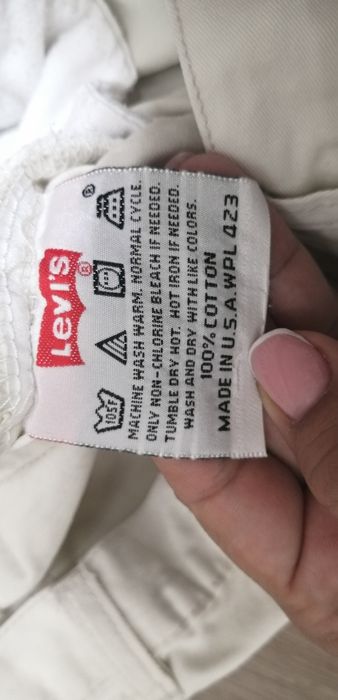 LEVI'S ®
®
105F
MACHINE WASH WARM. NORMAL CYCLE.
ONLY NON-CHLORINE BLEACH IF NEEDED.
TUMBLE DRY HOT. HOT IRON IF NEEDED.
WASH AND DRY WITH LIKE COLORS.
100% COTTON
MADE IN U.S.A. WPL 423